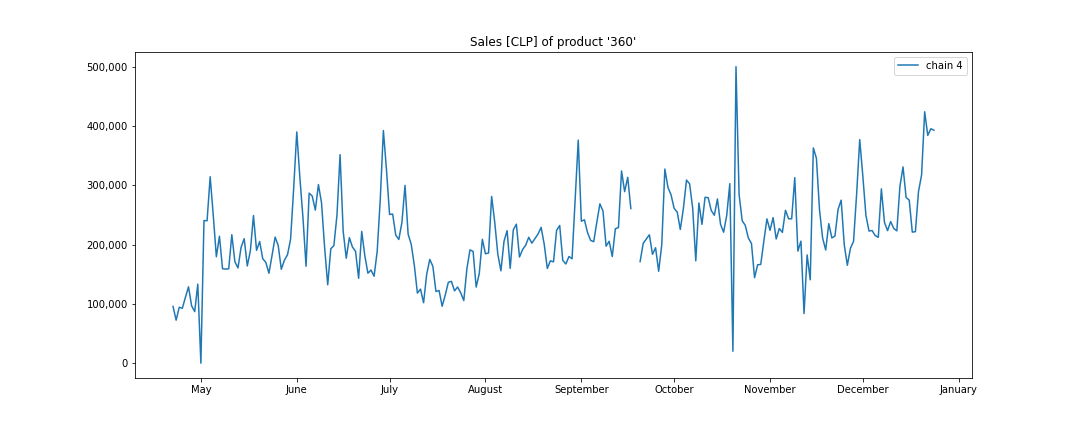 Sales [CLP] of product '360'
chain 4
500,000
400,000
300,000
200,000
100,000
0
May June July August September October November December January